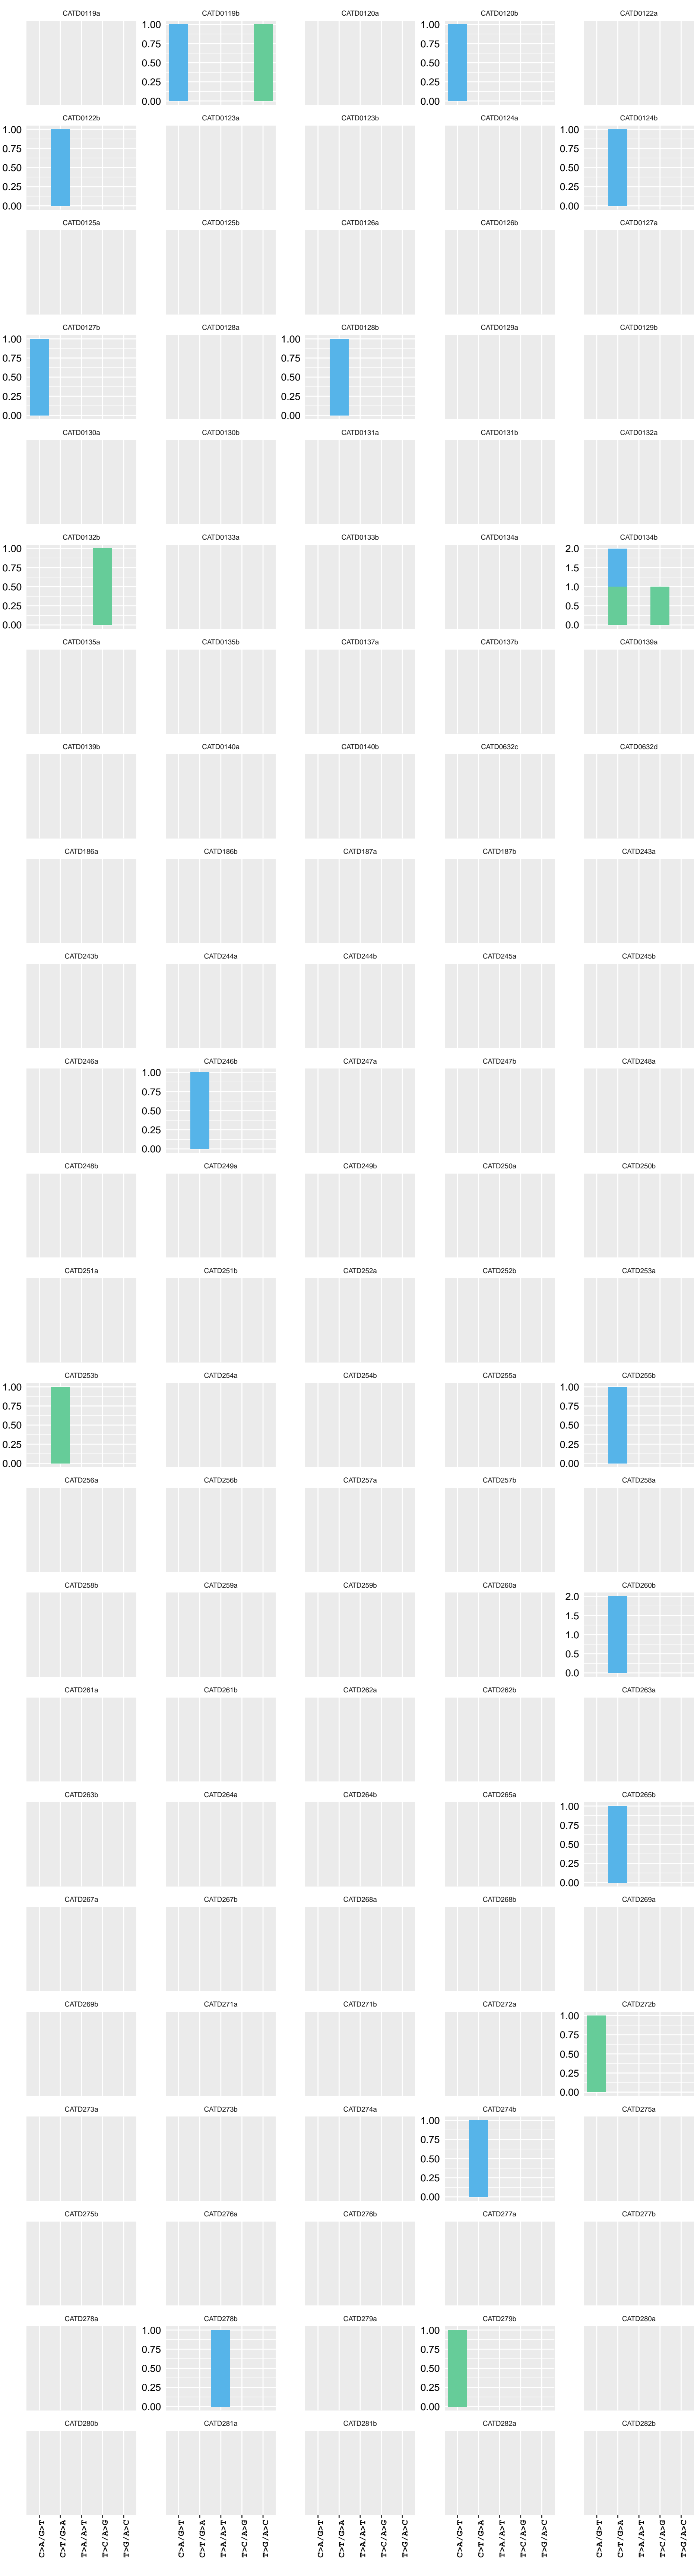 CATD0119a CATD0119b CATD0120a CATD0120b CATD0122a
1.00 1.00
0.75 0.75
0.50 0.50
0.25 0.25
0.00 0.00
CATD0122b CATD0123a CATD0123b CATD0124a CATD0124b
1.00 1.00
0.75 0.75
0.50 0.50
0.25 0.25
0.00 0.00
CATD0125a CATD0125b CATD0126a CATD0126b CATD0127a
CATD0127b CATD0128a CATD0128b CATD0129a CATD0129b
1.00 1.00
0.75 0.75
0.50 0.50
0.25 0.25
0.00 0.00
CATD0130a CATD0130b CATD0131a CATD0131b CATD0132a
CATD0132b CATD0133a CATD0133b CATD0134a CATD0134b
1.00 2.0
0.75 1.5
0.50 1.0
0.25 0.5
0.00 0.0
CATD0135a CATD0135b CATD0137a CATD0137b CATD0139a
CATD0139b CATD0140a CATD0140b CATD0632c CATD0632d
CATD186a CATD186b CATD187a CATD187b CATD243a
CATD243b CATD244a CATD244b CATD245a CATD245b
CATD246a CATD246b CATD247a CATD247b CATD248a
1.00
0.75
0.50
0.25
0.00
CATD248b CATD249a CATD249b CATD250a CATD250b
CATD251a CATD251b CATD252a CATD252b CATD253a
CATD253b CATD254a CATD254b CATD255a CATD255b
1.00 1.00
0.75 0.75
0.50 0.50
0.25 0.25
0.00 0.00
CATD256a CATD256b CATD257a CATD257b CATD258a
CATD258b CATD259a CATD259b CATD260a CATD260b
2.0
1.5
1.0
0.5
0.0
CATD261a CATD261b CATD262a CATD262b CATD263a
CATD263b CATD264a CATD264b CATD265a CATD265b
1.00
0.75
0.50
0.25
0.00
CATD267a CATD267b CATD268a CATD268b CATD269a
CATD269b CATD271a CATD271b CATD272a CATD272b
1.00
0.75
0.50
0.25
0.00
CATD273a CATD273b CATD274a CATD274b CATD275a
1.00
0.75
0.50
0.25
0.00
CATD275b CATD276a CATD276b CATD277a CATD277b
CATD278a CATD278b CATD279a CATD279b CATD280a
1.00 1.00
0.75 0.75
0.50 0.50
0.25 0.25
0.00 0.00
CATD280b CATD281a CATD281b CATD282a CATD282b
C>A/G>T C>T/G>A T>A/A>T T>C/A>G T>G/A>C C>A/G>T C>T/G>A T>A/A>T T>C/A>G T>G/A>C C>A/G>T C>T/G>A T>A/A>T T>C/A>G T>G/A>C C>A/G>T C>T/G>A T>A/A>T T>C/A>G T>G/A>C C>A/G>T C>T/G>A T>A/A>T T>C/A>G T>G/A>C